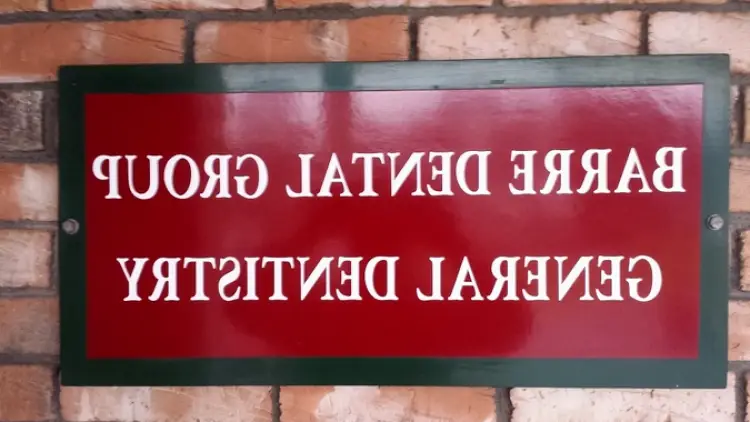 BARRE DENTAL GROUP
GENERAL DENTISTRY